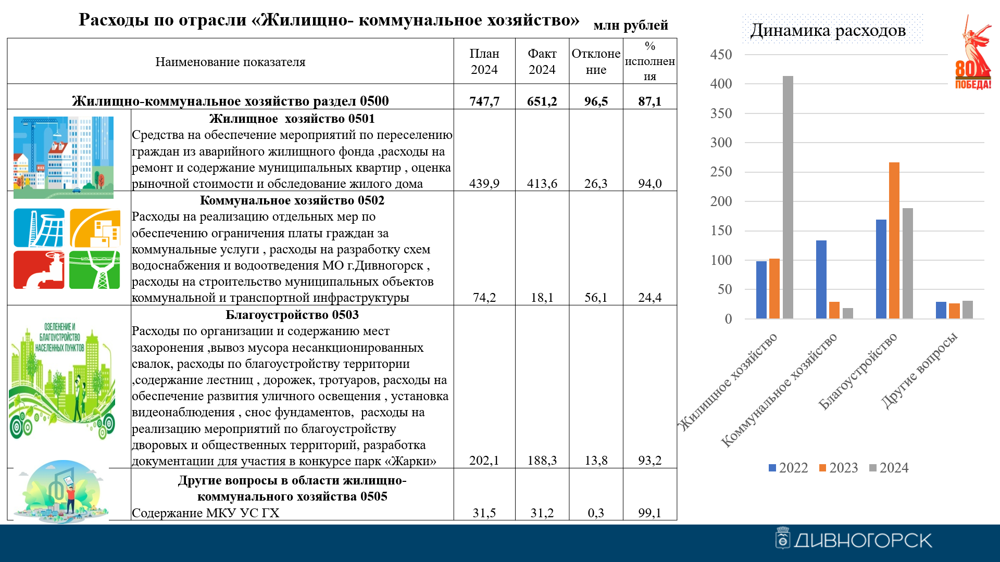 Расходы по отрасли «Жилищно- коммунальное хозяйство»
млн рублей
Наименование показателя
План
2024
Факт
2024
Отклоне
ние
%
исполнен
ия
Жилищно-коммунальное хозяйство раздел 0500
747,7
651,2
96,5
87,1
Жилищное  хозяйство 0501
Средства на обеспечение мероприятий по переселению
граждан из аварийного жилищного фонда ,расходы на
ремонт и содержание муниципальных квартир , оценка
рыночной стоимости и обследование жилого дома
439,9
413,6
26,3
94,0
Коммунальное хозяйство 0502
Расходы на реализацию отдельных мер по
обеспечению ограничения платы граждан за
коммунальные услуги , расходы на разработку схем
водоснабжения и водоотведения МО г.Дивногорск ,
расходы на строительство муниципальных объектов
коммунальной и транспортной инфраструктуры
74,2
18,1
56,1
24,4
ОЗЕЛЕНЕНИЕ И
БЛАГОУСТРОЙСТВО
НАСЕЛЕННЫХ ПУНКТОВ
Благоустройство 0503
Расходы по организации и содержанию мест
захоронения ,вывоз мусора несанкционированных
свалок, расходы по благоустройству территории
,содержание лестниц , дорожек, тротуаров, расходы на
обеспечение развития уличного освещения , установка
видеонаблюдения , снос фундаментов,  расходы на
реализацию мероприятий по благоустройству
дворовых и общественных территорий, разработка
документации для участия в конкурсе парк «Жарки»
202,1
188,3
13,8
93,2
Другие вопросы в области жилищно-
коммунального хозяйства 0505
Содержание МКУ УС ГХ
31,5
31,2
0,3
99,1
Динамика расходов
80
ПОБЕДА!
450
400
350
300
250
200
150
100
50
0
Жилищное хозяйство
Коммунальное хозяйство
Благоустройство
Другие вопросы
2022
2023
2024
ДИВНОГОРСК